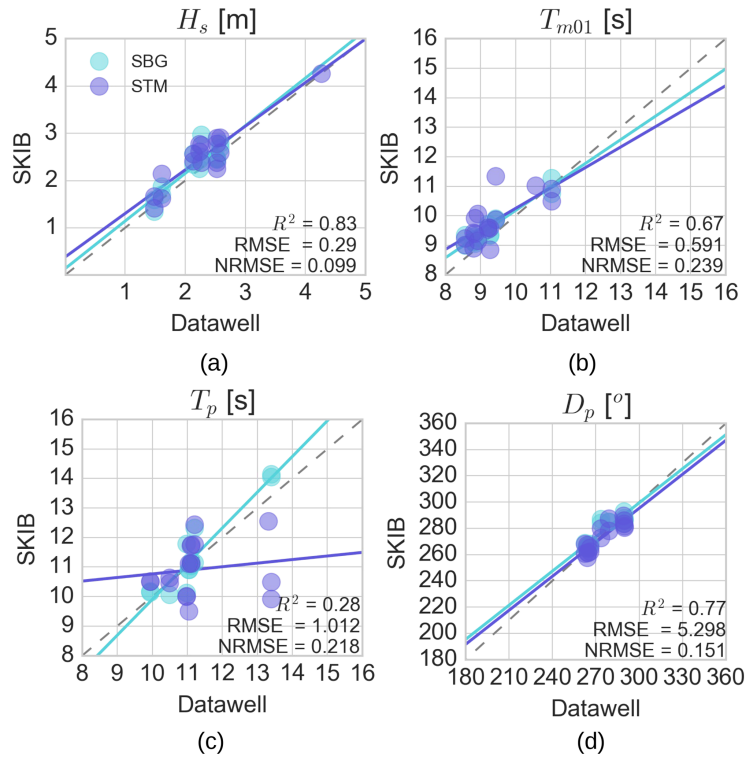 H_s [m]
5
4
3
2
1
SKIB
SBG
STM
R² = 0.83
RMSE = 0.29
NRMSE = 0.099
1 2 3 4 5
Datawell
(a)
T_m01 [s]
16
15
14
13
12
11
10
9
8
SKIB
R² = 0.67
RMSE = 0.591
NRMSE = 0.239
8 9 10 11 12 13 14 15 16
Datawell
(b)
T_p [s]
16
15
14
13
12
11
10
9
8
SKIB
R² = 0.28
RMSE = 1.012
NRMSE = 0.218
8 9 10 11 12 13 14 15 16
Datawell
(c)
D_p [°]
360
340
320
300
280
260
240
220
200
180
SKIB
R² = 0.77
RMSE = 5.298
NRMSE = 0.151
180 210 240 270 300 330 360
Datawell
(d)